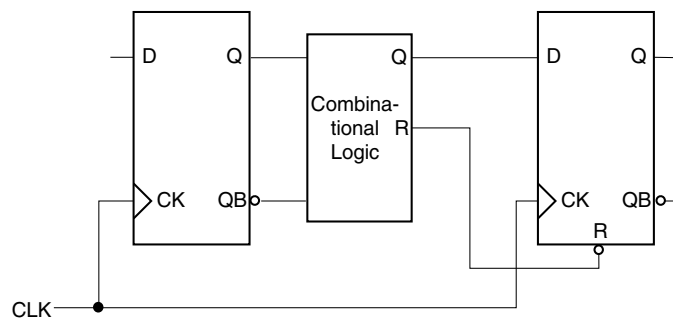 D Q
CK QB
Combina-
tional
Logic
Q
R
D Q
CK QB
R
CLK